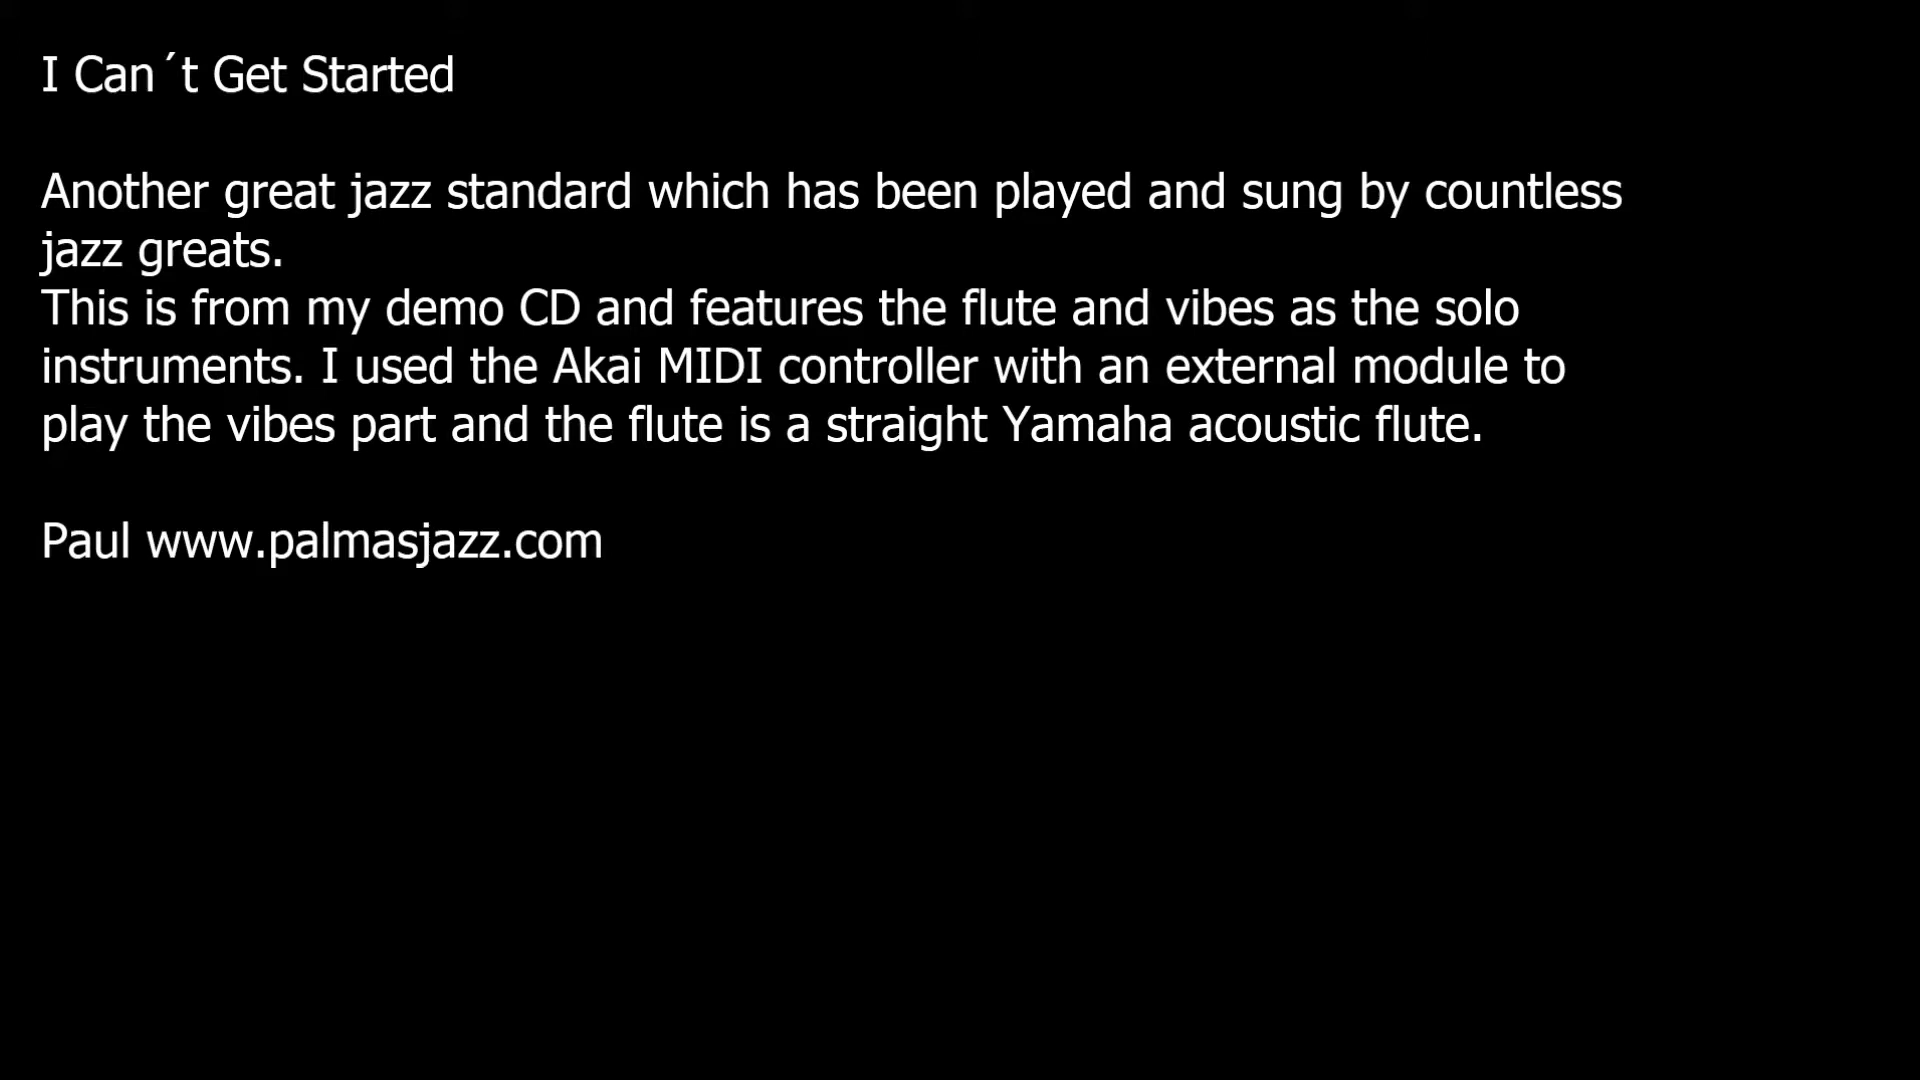 I Can´t Get Started
Another great jazz standard which has been played and sung by countless
jazz greats.
This is from my demo CD and features the flute and vibes as the solo
instruments. I used the Akai MIDI controller with an external module to
play the vibes part and the flute is a straight Yamaha acoustic flute.
Paul www.palmasjazz.com